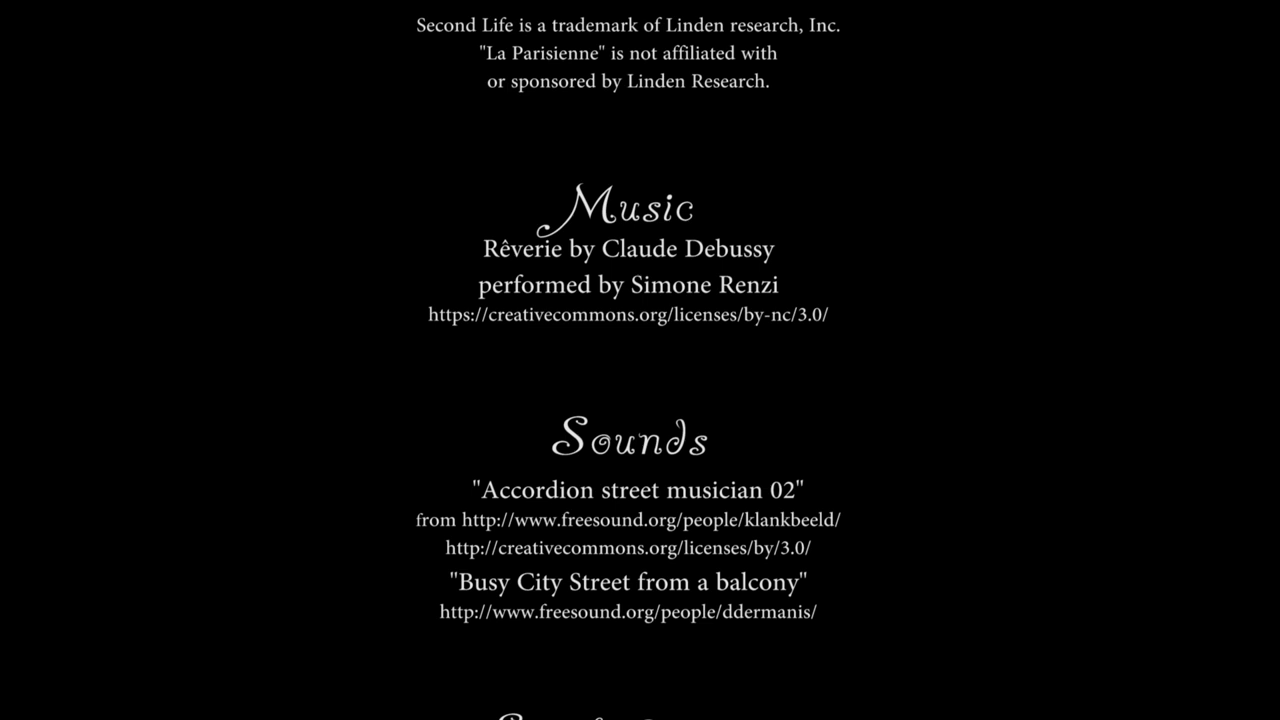 Second Life is a trademark of Linden research, Inc.
"La Parisienne" is not affiliated with
or sponsored by Linden Research.
Music
Rêverie by Claude Debussy
performed by Simone Renzi
https://creativecommons.org/licenses/by-nc/3.0/
Sounds
"Accordion street musician 02"
from http://www.freesound.org/people/klankbeeld/
http://creativecommons.org/licenses/by/3.0/
"Busy City Street from a balcony"
http://www.freesound.org/people/ddermanis/